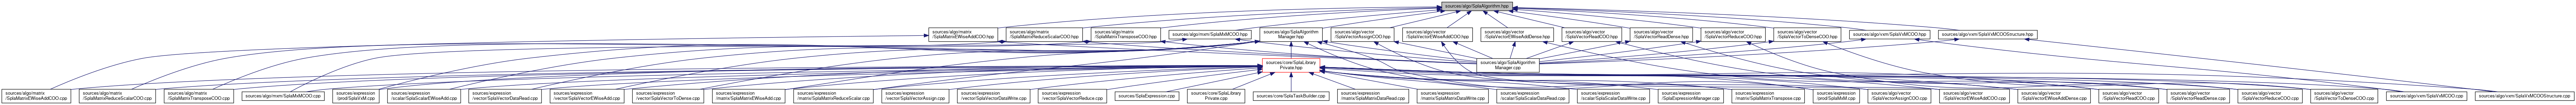 sources/algo/SplaAlgorithm.hpp
sources/algo/matrix
/SplaMatrixEWiseAddCOO.hpp
sources/algo/matrix
/SplaMatrixReduceScalarCOO.hpp
sources/algo/matrix
/SplaMatrixTransposeCOO.hpp
sources/algo/mxm/SplaMxMCOO.hpp
sources/algo/SplaAlgorithm
Manager.hpp
sources/algo/vector
/SplaVectorAssignCOO.hpp
sources/algo/vector
/SplaVectorEWiseAddCOO.hpp
sources/algo/vector
/SplaVectorEWiseAddDense.hpp
sources/algo/vector
/SplaVectorReadCOO.hpp
sources/algo/vector
/SplaVectorReadDense.hpp
sources/algo/vector
/SplaVectorReduceCOO.hpp
sources/algo/vector
/SplaVectorToDenseCOO.hpp
sources/algo/vxm/SplaVxMCOO.hpp
sources/algo/vxm/SplaVxMCOOStructure.hpp
sources/core/SplaLibrary
Private.hpp
sources/algo/SplaAlgorithm
Manager.cpp
sources/algo/matrix
/SplaMatrixEWiseAddCOO.cpp
sources/algo/matrix
/SplaMatrixReduceScalarCOO.cpp
sources/algo/matrix
/SplaMatrixTransposeCOO.cpp
sources/algo/mxm/SplaMxMCOO.cpp
sources/expression
/prod/SplaVxM.cpp
sources/expression
/scalar/SplaScalarEWiseAdd.cpp
sources/expression
/vector/SplaVectorDataRead.cpp
sources/expression
/vector/SplaVectorEWiseAdd.cpp
sources/expression
/vector/SplaVectorToDense.cpp
sources/expression
/matrix/SplaMatrixEWiseAdd.cpp
sources/expression
/matrix/SplaMatrixReduceScalar.cpp
sources/expression
/vector/SplaVectorAssign.cpp
sources/expression
/vector/SplaVectorDataWrite.cpp
sources/expression
/vector/SplaVectorReduce.cpp
sources/SplaExpression.cpp
sources/core/SplaLibrary
Private.cpp
sources/core/SplaTaskBuilder.cpp
sources/expression
/matrix/SplaMatrixDataRead.cpp
sources/expression
/matrix/SplaMatrixDataWrite.cpp
sources/expression
/scalar/SplaScalarDataRead.cpp
sources/expression
/scalar/SplaScalarDataWrite.cpp
sources/expression
/SplaExpressionManager.cpp
sources/expression
/matrix/SplaMatrixTranspose.cpp
sources/expression
/prod/SplaMxM.cpp
sources/algo/vector
/SplaVectorAssignCOO.cpp
sources/algo/vector
/SplaVectorEWiseAddCOO.cpp
sources/algo/vector
/SplaVectorEWiseAddDense.cpp
sources/algo/vector
/SplaVectorReadCOO.cpp
sources/algo/vector
/SplaVectorReadDense.cpp
sources/algo/vector
/SplaVectorReduceCOO.cpp
sources/algo/vector
/SplaVectorToDenseCOO.cpp
sources/algo/vxm/SplaVxMCOO.cpp
sources/algo/vxm/SplaVxMCOOStructure.cpp